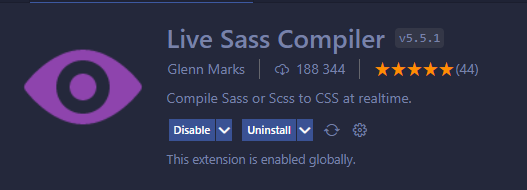 Live Sass Compiler v5.5.1
Glenn Marks 188 344 ★★★★★(44)
Compile Sass or Scss to CSS at realtime.
Disable Uninstall
This extension is enabled globally.